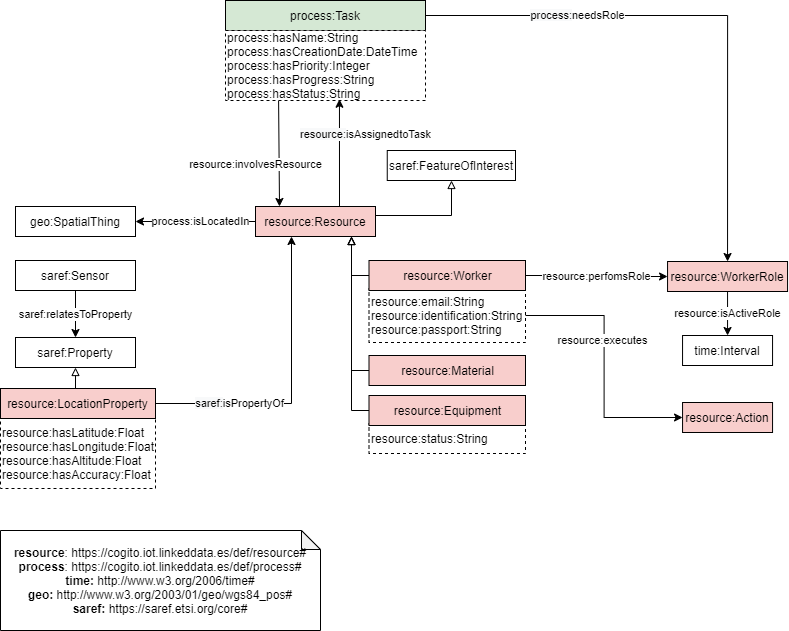 process:Task
process:needsRole
process:hasName:String
process:hasCreationDate:DateTime
process:hasPriority:Integer
process:hasProgress:String
process:hasStatus:String
resource:isAssignedtoTask
resource:involvesResource
saref:FeatureOfInterest
geo:SpatialThing
process:isLocatedIn
resource:Resource
saref:Sensor
resource:Worker
resource:perfomsRole
resource:WorkerRole
resource:email:String
resource:identification:String
resource:passport:String
saref:relatesToProperty
resource:isActiveRole
resource:executes
saref:Property
time:Interval
resource:Material
resource:LocationProperty
saref:isPropertyOf
resource:Equipment
resource:Action
resource:hasLatitude:Float
resource:hasLongitude:Float
resource:hasAltitude:Float
resource:hasAccuracy:Float
resource:status:String
resource: https://cogito.iot.linkeddata.es/def/resource#
process: https://cogito.iot.linkeddata.es/def/process#
time: http://www.w3.org/2006/time#
geo: http://www.w3.org/2003/01/geo/wgs84_pos#
saref: https://saref.etsi.org/core#